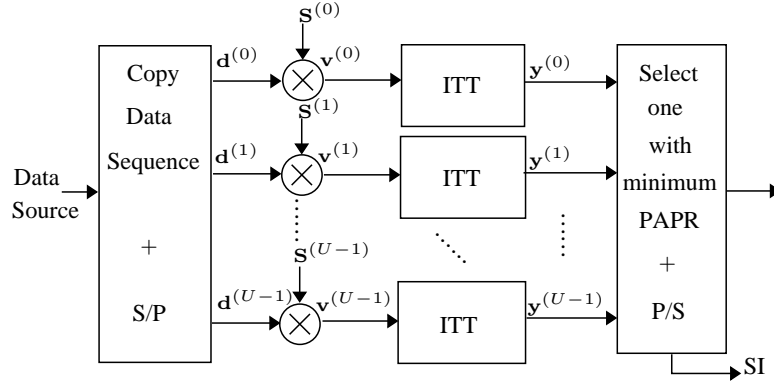 Data
Source
Copy
Data
Sequence
+
S/P
d^(0)
S^(0)
v^(0)
ITT
y^(0)
d^(1)
S^(1)
v^(1)
ITT
y^(1)
d^(U−1)
S^(U−1)
v^(U−1)
ITT
y^(U−1)
Select
one
with
minimum
PAPR
+
P/S
SI